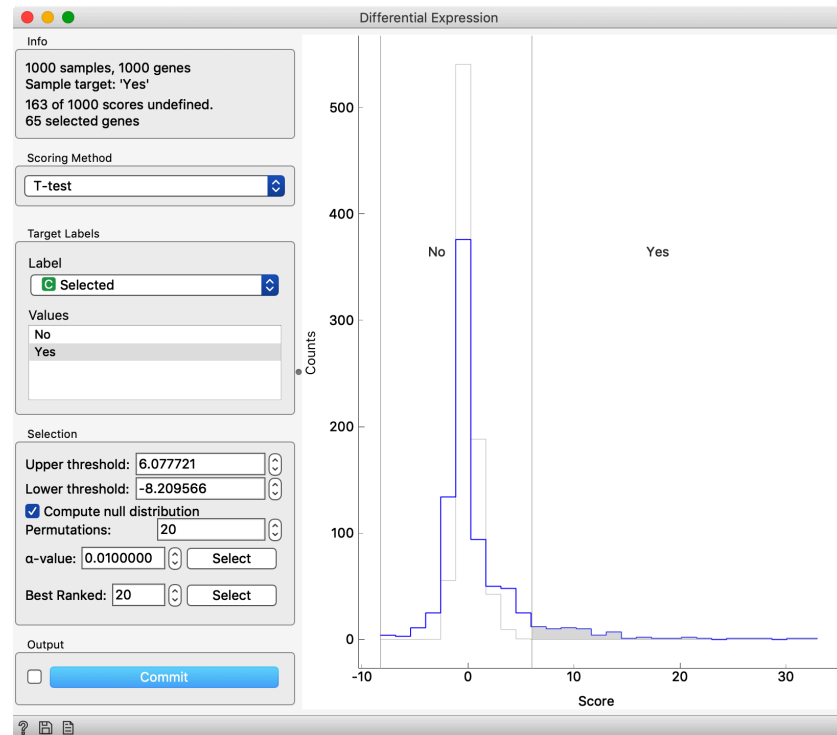 Differential Expression
Info
1000 samples, 1000 genes
Sample target: 'Yes'
163 of 1000 scores undefined.
65 selected genes
Scoring Method
T-test
Target Labels
Label
C Selected
Values
No
Yes
Selection
Upper threshold: 6.077721
Lower threshold: -8.209566
Compute null distribution
Permutations: 20
α-value: 0.0100000 Select
Best Ranked: 20 Select
Output
Commit
?
500
400
300
200
100
0
Counts
No Yes
-10 0 10 20 30
Score